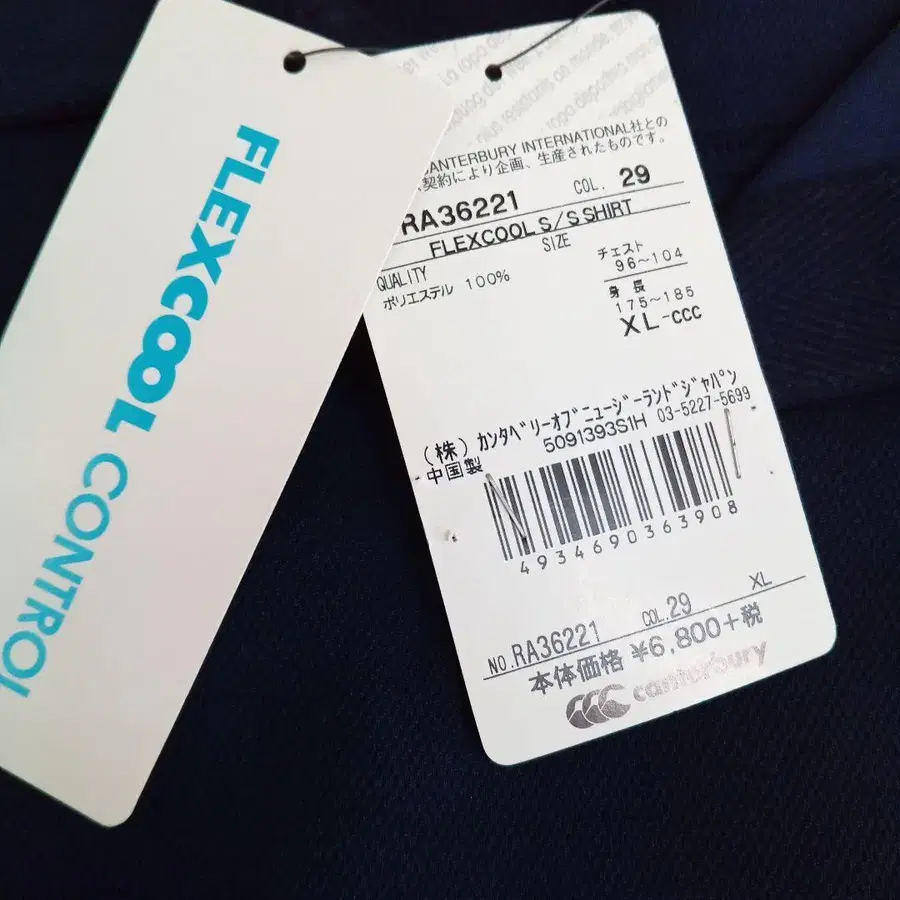 FLEXCOOL CONTROL
CANTERBURY INTERNATIONAL社との
契約により企画、生産されたものです。
RA36221 COL. 29
FLEXCOOL S/S SHIRT
SIZE
QUALITY
ポリエステル 100%
チェスト
96~104
身長
175~185
XL-CCC
(株)カンタベリーオブニュージーランドジャパン
5091393S1H 03-5227-5699
中国製
4934690363908
NO.RA36221 COL.29 XL
本体価格 ¥6,800+税
canterbury